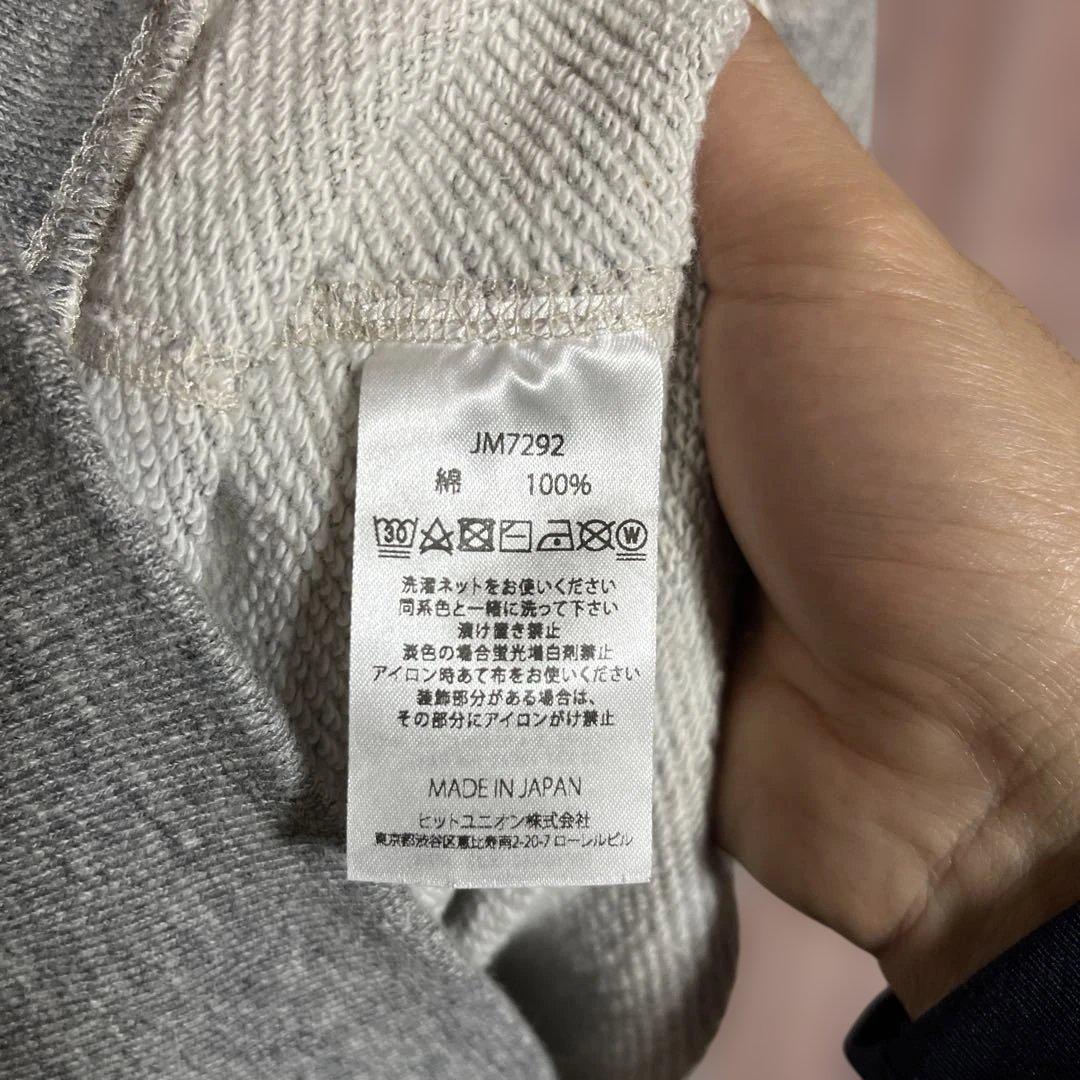 JM7292
綿 100%
30 W
洗濯ネットをお使いください
同系色と一緒に洗って下さい
漬け置き禁止
淡色の場合蛍光増白剤禁止
アイロン時あて布をお使いください
装飾部分がある場合は、
その部分にアイロンがけ禁止
MADE IN JAPAN
ヒットユニオン株式会社
東京都渋谷区恵比寿南2-20-7 ローレルビル